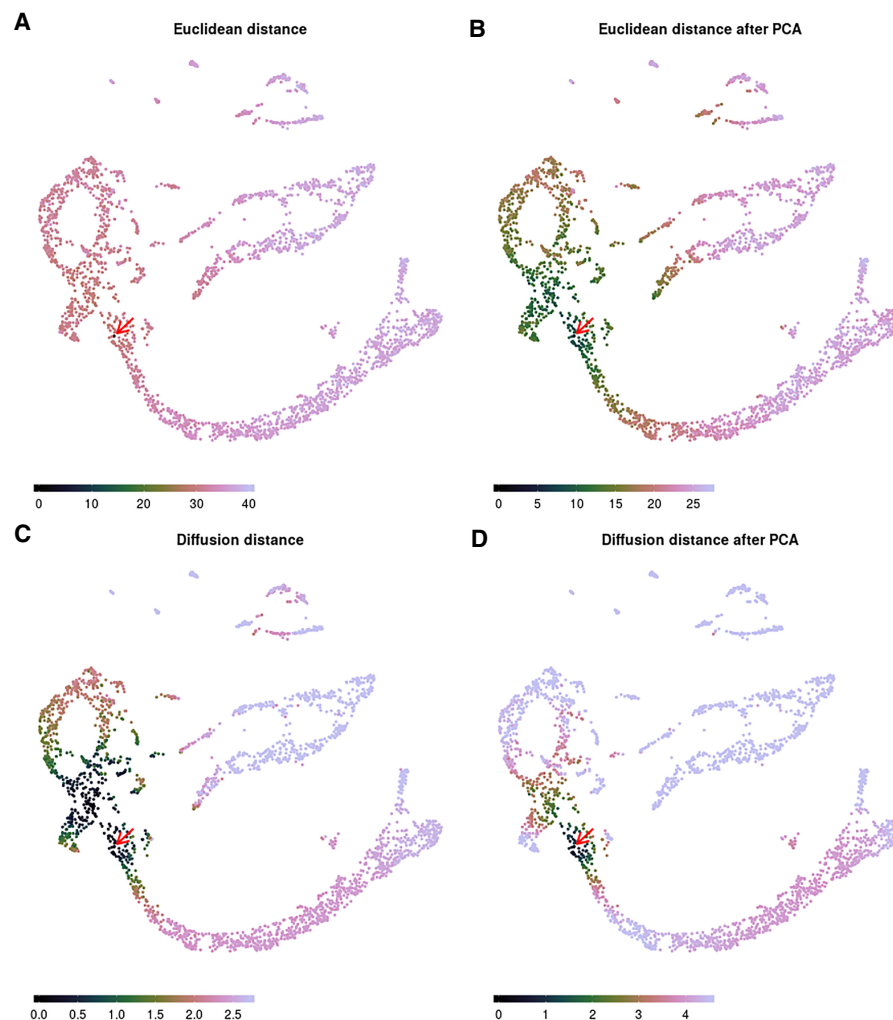 A
Euclidean distance
B
Euclidean distance after PCA
0 10 20 30 40
0 5 10 15 20 25
C
Diffusion distance
D
Diffusion distance after PCA
0.0 0.5 1.0 1.5 2.0 2.5
0 1 2 3 4